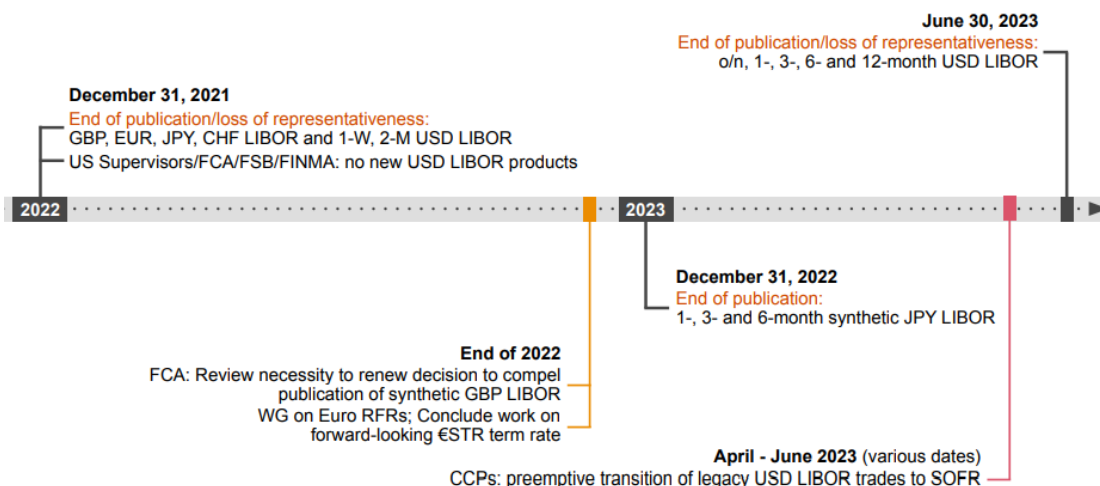 June 30, 2023
End of publication/loss of representativeness:
o/n, 1-, 3-, 6- and 12-month USD LIBOR
December 31, 2021
End of publication/loss of representativeness:
GBP, EUR, JPY, CHF LIBOR and 1-W, 2-M USD LIBOR
US Supervisors/FCA/FSB/FINMA: no new USD LIBOR products
2022
2023
December 31, 2022
End of publication:
1-, 3- and 6-month synthetic JPY LIBOR
End of 2022
FCA: Review necessity to renew decision to compel
publication of synthetic GBP LIBOR
WG on Euro RFRs; Conclude work on
forward-looking €STR term rate
April - June 2023 (various dates)
CCPs: preemptive transition of legacy USD LIBOR trades to SOFR